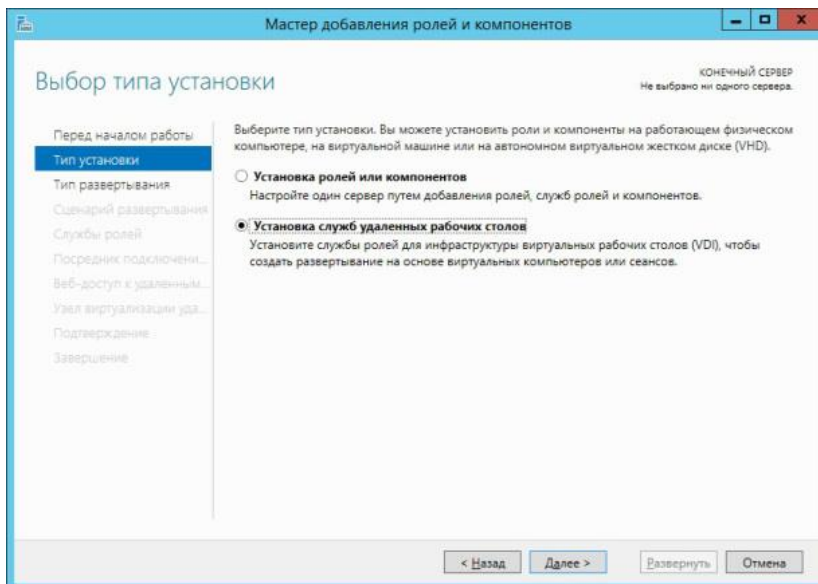 Мастер добавления ролей и компонентов
Выбор типа установки
КОНЕЧНЫЙ СЕРВЕР
Не выбрано ни одного сервера.
Перед началом работы
Тип установки
Тип развертывания
Сценарий развертывания
Службы ролей
Посредник подключени...
Веб-доступ к удаленным...
Узел виртуализации уда...
Подтверждение
Завершение
Выберите тип установки. Вы можете установить роли и компоненты на работающем физическом
компьютере, на виртуальной машине или на автономном виртуальном жестком диске (VHD).
Установка ролей или компонентов
Настройте один сервер путем добавления ролей, служб ролей и компонентов.
Установка служб удаленных рабочих столов
Установите службы ролей для инфраструктуры виртуальных рабочих столов (VDI), чтобы
создать развертывание на основе виртуальных компьютеров или сеансов.
< Назад Далее > Развернуть Отмена